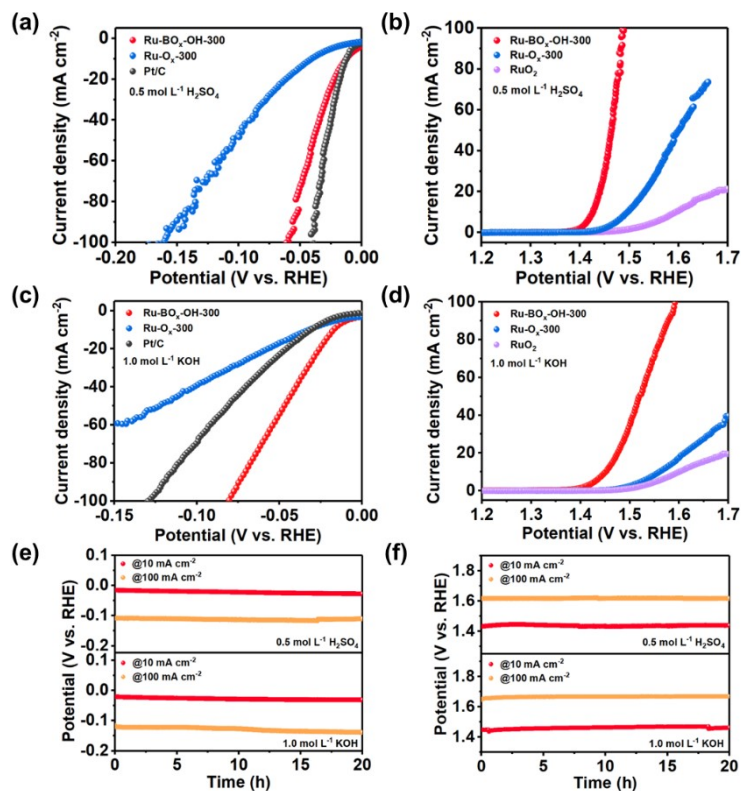 (a)
Current density (mA cm⁻²)
0
-20
-40
-60
-80
-100
Ru-BOₓ-OH-300
Ru-Oₓ-300
Pt/C
0.5 mol L⁻¹ H₂SO₄
-0.20 -0.15 -0.10 -0.05 0.00
Potential (V vs. RHE)
(b)
Current density (mA cm⁻²)
100
80
60
40
20
0
Ru-BOₓ-OH-300
Ru-Oₓ-300
RuO₂
0.5 mol L⁻¹ H₂SO₄
1.2 1.3 1.4 1.5 1.6 1.7
Potential (V vs. RHE)
(c)
Current density (mA cm⁻²)
0
-20
-40
-60
-80
-100
Ru-BOₓ-OH-300
Ru-Oₓ-300
Pt/C
1.0 mol L⁻¹ KOH
-0.15 -0.10 -0.05 0.00
Potential (V vs. RHE)
(d)
Current density (mA cm⁻²)
100
80
60
40
20
0
Ru-BOₓ-OH-300
Ru-Oₓ-300
RuO₂
1.0 mol L⁻¹ KOH
1.2 1.3 1.4 1.5 1.6 1.7
Potential (V vs. RHE)
(e)
Potential (V vs. RHE)
0.1
0.0
-0.1
-0.2
@10 mA cm⁻²
@100 mA cm⁻²
0.5 mol L⁻¹ H₂SO₄
0.0
-0.1
-0.2
@10 mA cm⁻²
@100 mA cm⁻²
1.0 mol L⁻¹ KOH
0 5 10 15 20
Time (h)
(f)
Potential (V vs. RHE)
1.8
1.6
1.4
@10 mA cm⁻²
@100 mA cm⁻²
0.5 mol L⁻¹ H₂SO₄
1.8
1.6
1.4
@10 mA cm⁻²
@100 mA cm⁻²
1.0 mol L⁻¹ KOH
0 5 10 15 20
Time (h)